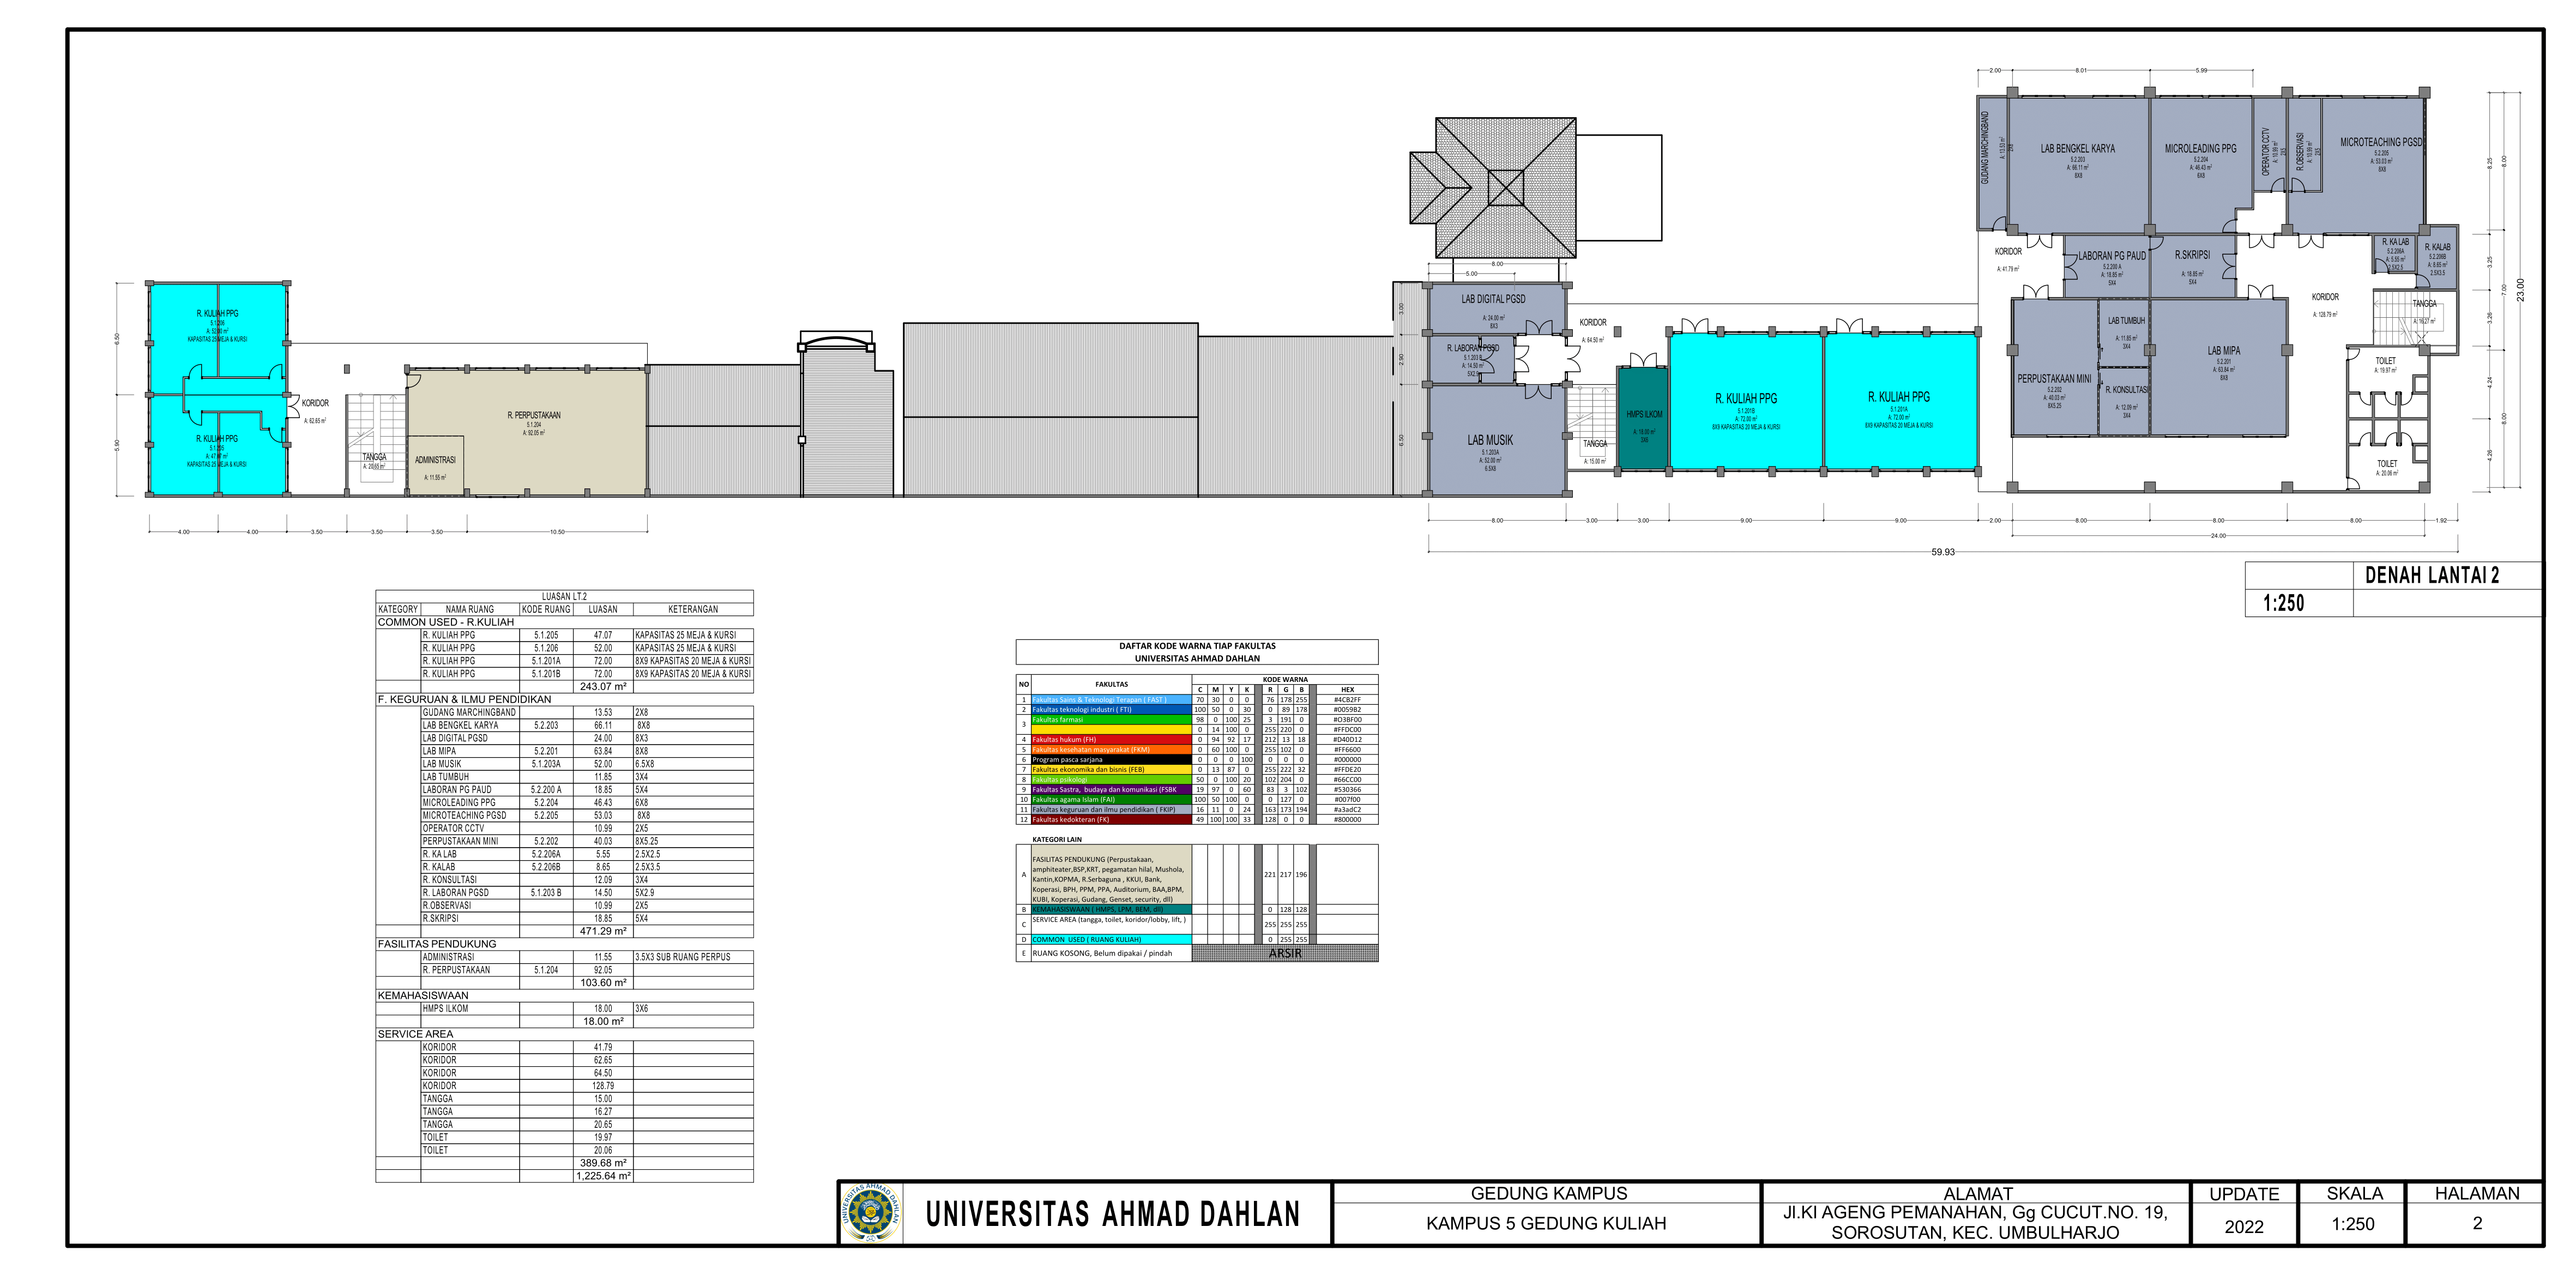 2.00
8.01
5.99
GUDANG MARCHINGBAND
A: 13.53 m²
2X8
LAB BENGKEL KARYA
5.2.203
A: 66.11 m²
8X8
MICROLEADING PPG
5.2.204
A: 46.43 m²
6X8
OPERATOR CCTV
A: 10.99 m²
2X5
R.OBSERVASI
A: 10.99 m²
2X5
MICROTEACHING PGSD
5.2.205
A: 53.03 m²
8X8
8.25
8.00
KORIDOR
A: 41.79 m²
LABORAN PG PAUD
5.2.200 A
A: 18.85 m²
5X4
R.SKRIPSI
A: 18.85 m²
5X4
R. KA LAB
5.2.206A
A: 5.55 m²
2.5X2.5
R. KALAB
5.2.206B
A: 8.65 m²
2.5X3.5
3.25
7.00
23.00
KORIDOR
A: 128.79 m²
TANGGA
A: 16.27 m²
3.26
8.00
5.00
LAB DIGITAL PGSD
A: 24.00 m²
8X3
3.00
R. LABORAN PGSD
5.1.203 B
A: 14.50 m²
5X2.9
2.90
KORIDOR
A: 64.50 m²
LAB MUSIK
5.1.203A
A: 52.00 m²
6.5X8
6.50
TANGGA
A: 15.00 m²
HMPS ILKOM
A: 18.00 m²
3X6
R. KULIAH PPG
5.1.201B
A: 72.00 m²
8X9 KAPASITAS 20 MEJA & KURSI
R. KULIAH PPG
5.1.201A
A: 72.00 m²
8X9 KAPASITAS 20 MEJA & KURSI
LAB TUMBUH
A: 11.85 m²
3X4
PERPUSTAKAAN MINI
5.2.202
A: 40.03 m²
8X5.25
R. KONSULTASI
A: 12.09 m²
3X4
LAB MIPA
5.2.201
A: 63.84 m²
8X8
TOILET
A: 19.97 m²
TOILET
A: 20.06 m²
4.24
4.26
8.00
R. KULIAH PPG
5.1.206
A: 52.00 m²
KAPASITAS 25 MEJA & KURSI
6.50
R. KULIAH PPG
5.1.205
A: 47.07 m²
KAPASITAS 25 MEJA & KURSI
5.90
KORIDOR
A: 62.65 m²
TANGGA
A: 20.65 m²
R. PERPUSTAKAAN
5.1.204
A: 92.05 m²
ADMINISTRASI
A: 11.55 m²
4.00 4.00 3.50 3.50 3.50 10.50
8.00 3.00 3.00 9.00 9.00 2.00 8.00 8.00 8.00 1.92
24.00
59.93
DENAH LANTAI 2
1:250
LUASAN LT.2
KATEGORY NAMA RUANG KODE RUANG LUASAN KETERANGAN
COMMON USED - R.KULIAH
R. KULIAH PPG 5.1.205 47.07 KAPASITAS 25 MEJA & KURSI
R. KULIAH PPG 5.1.206 52.00 KAPASITAS 25 MEJA & KURSI
R. KULIAH PPG 5.1.201A 72.00 8X9 KAPASITAS 20 MEJA & KURSI
R. KULIAH PPG 5.1.201B 72.00 8X9 KAPASITAS 20 MEJA & KURSI
243.07 m²
F. KEGURUAN & ILMU PENDIDIKAN
GUDANG MARCHINGBAND 13.53 2X8
LAB BENGKEL KARYA 5.2.203 66.11 8X8
LAB DIGITAL PGSD 24.00 8X3
LAB MIPA 5.2.201 63.84 8X8
LAB MUSIK 5.1.203A 52.00 6.5X8
LAB TUMBUH 11.85 3X4
LABORAN PG PAUD 5.2.200 A 18.85 5X4
MICROLEADING PPG 5.2.204 46.43 6X8
MICROTEACHING PGSD 5.2.205 53.03 8X8
OPERATOR CCTV 10.99 2X5
PERPUSTAKAAN MINI 5.2.202 40.03 8X5.25
R. KA LAB 5.2.206A 5.55 2.5X2.5
R. KALAB 5.2.206B 8.65 2.5X3.5
R. KONSULTASI 12.09 3X4
R. LABORAN PGSD 5.1.203 B 14.50 5X2.9
R.OBSERVASI 10.99 2X5
R.SKRIPSI 18.85 5X4
471.29 m²
FASILITAS PENDUKUNG
ADMINISTRASI 11.55 3.5X3 SUB RUANG PERPUS
R. PERPUSTAKAAN 5.1.204 92.05
103.60 m²
KEMAHASISWAAN
HMPS ILKOM 18.00 3X6
18.00 m²
SERVICE AREA
KORIDOR 41.79
KORIDOR 62.65
KORIDOR 64.50
KORIDOR 128.79
TANGGA 15.00
TANGGA 16.27
TANGGA 20.65
TOILET 19.97
TOILET 20.06
389.68 m²
1,225.64 m²
DAFTAR KODE WARNA TIAP FAKULTAS
UNIVERSITAS AHMAD DAHLAN
NO FAKULTAS KODE WARNA
C M Y K R G B HEX
1 Fakultas Sains & Teknologi Terapan ( FAST ) 70 30 0 0 76 178 255 #4CB2FF
2 Fakultas teknologi industri ( FTI) 100 50 0 30 0 89 178 #0059B2
3 Fakultas farmasi 98 0 100 25 3 191 0 #O3BF00
0 14 100 0 255 220 0 #FFDC00
4 Fakultas hukum (FH) 0 94 92 17 212 13 18 #D40D12
5 Fakultas kesehatan masyarakat (FKM) 0 60 100 0 255 102 0 #FF6600
6 Program pasca sarjana 0 0 0 100 0 0 0 #000000
7 Fakultas ekonomika dan bisnis (FEB) 0 13 87 0 255 222 32 #FFDE20
8 Fakultas psikologi 50 0 100 20 102 204 0 #66CC00
9 Fakultas Sastra, budaya dan komunikasi (FSBK 19 97 0 60 83 3 102 #530366
10 Fakultas agama Islam (FAI) 100 50 100 0 0 127 0 #007f00
11 Fakultas keguruan dan ilmu pendidikan ( FKIP) 16 11 0 24 163 173 194 #a3adC2
12 Fakultas kedokteran (FK) 49 100 100 33 128 0 0 #800000
KATEGORI LAIN
A FASILITAS PENDUKUNG (Perpustakaan,
amphiteater,BSP,KRT, pegamatan hilal, Mushola,
Kantin,KOPMA, R.Serbaguna , KKUI, Bank,
Koperasi, BPH, PPM, PPA, Auditorium, BAA,BPM,
KUBI, Koperasi, Gudang, Genset, security, dll)
221 217 196
B KEMAHASISWAAN ( HMPS, LPM, BEM, dll) 0 128 128
C SERVICE AREA (tangga, toilet, koridor/lobby, lift, ) 255 255 255
D COMMON USED ( RUANG KULIAH) 0 255 255
E RUANG KOSONG, Belum dipakai / pindah ARSIR
UNIVERSITAS AHMAD DAHLAN
UNIVERSITAS AHMAD DAHLAN
GEDUNG KAMPUS
KAMPUS 5 GEDUNG KULIAH
ALAMAT
Jl.KI AGENG PEMANAHAN, Gg CUCUT.NO. 19,
SOROSUTAN, KEC. UMBULHARJO
UPDATE
2022
SKALA
1:250
HALAMAN
2